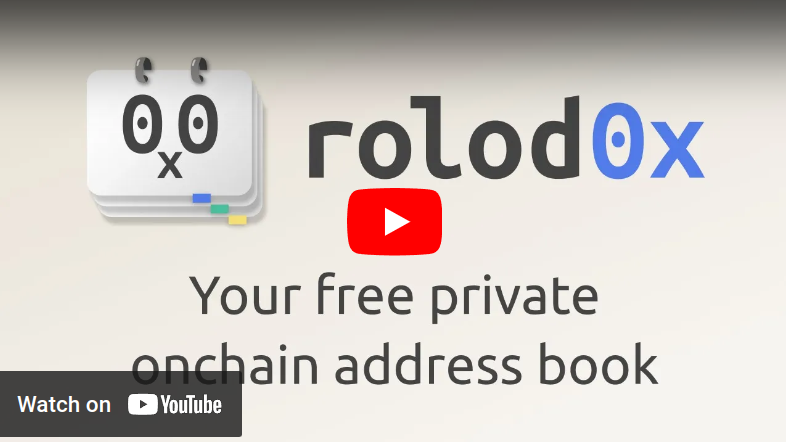 0x0
rolod0x
Your free private
onchain address book
Watch on YouTube